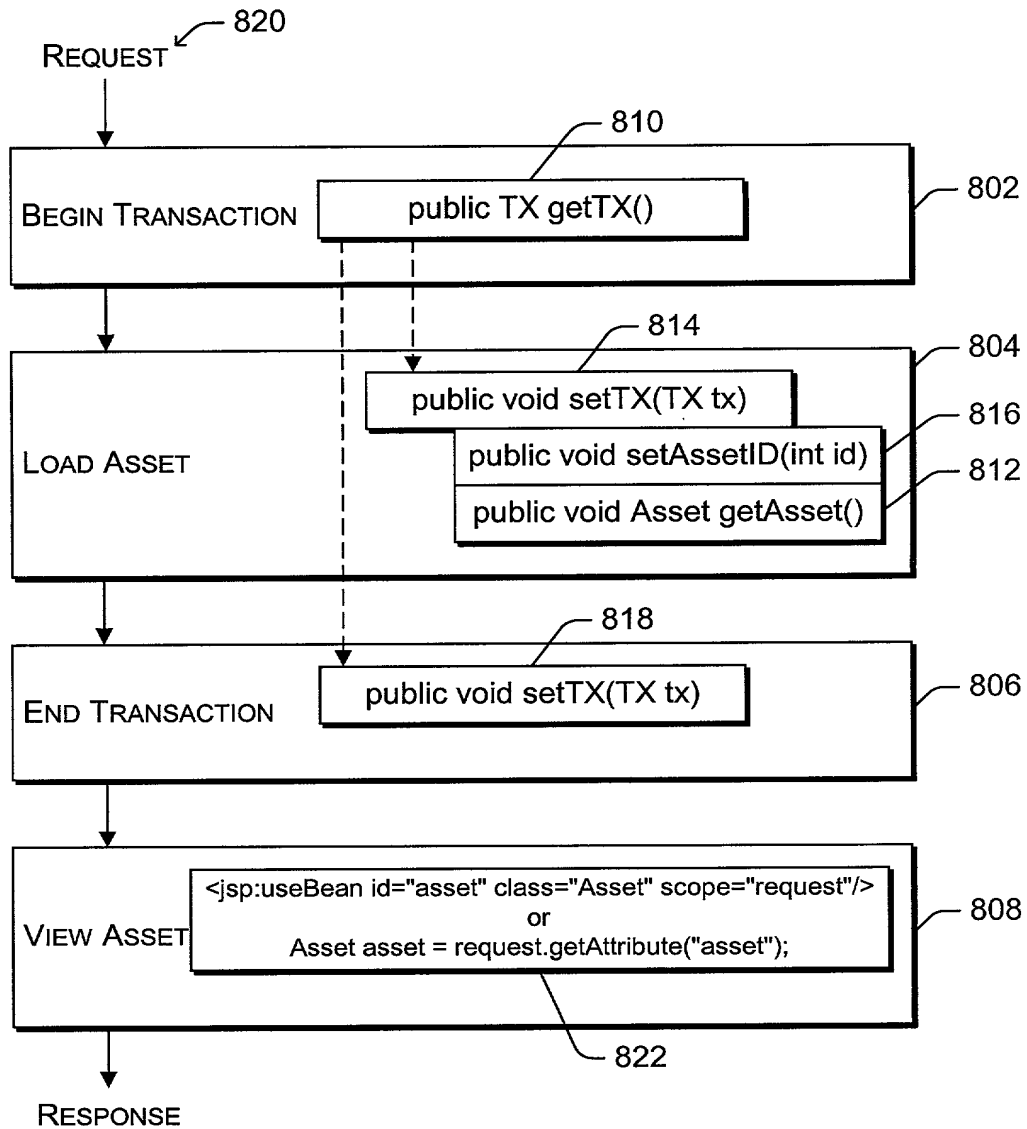 820
REQUEST
810
802
BEGIN TRANSACTION
public TX getTX()
814
804
public void setTX(TX tx)
816
LOAD ASSET
public void setAssetID(int id)
812
public void Asset getAsset()
818
public void setTX(TX tx)
806
END TRANSACTION
<jsp:useBean id="asset" class="Asset" scope="request"/>
808
VIEW ASSET
or
Asset asset = request.getAttribute("asset");
822
RESPONSE